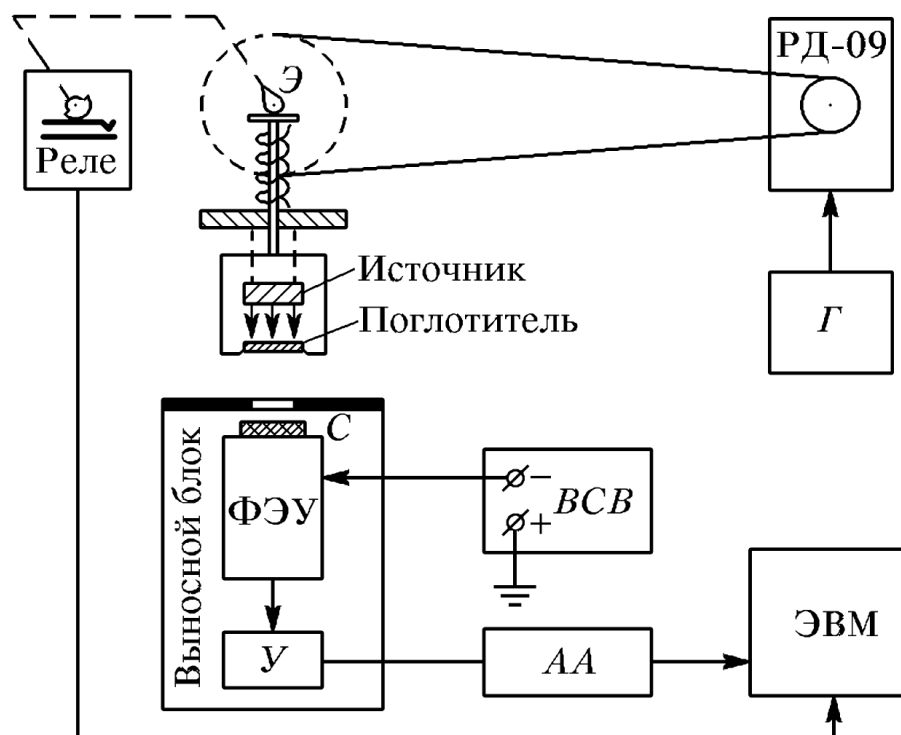 РД-09
Э
Реле
Источник
Г
Поглотитель
С
Выносной блок
ФЭУ
−
ВСВ
+
ЭВМ
У
АА